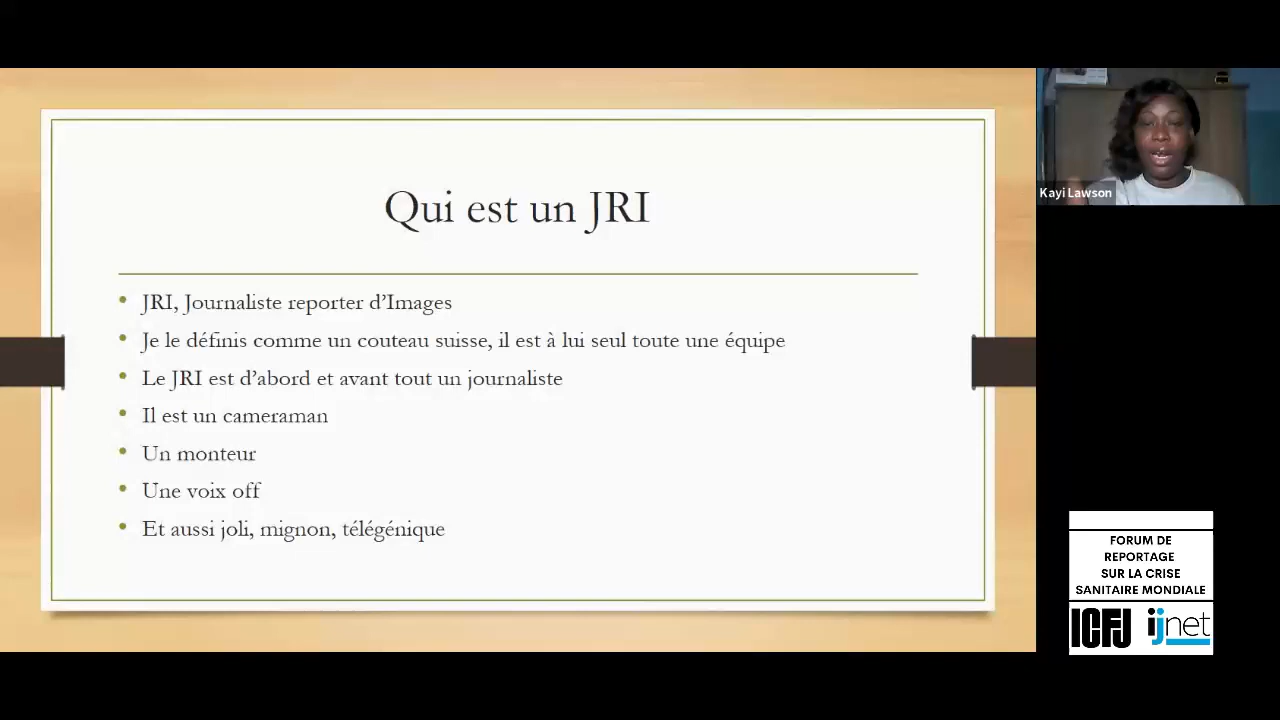 Qui est un JRI
JRI, Journaliste reporter d’Images
Je le définis comme un couteau suisse, il est à lui seul toute une équipe
Le JRI est d’abord et avant tout un journaliste
Il est un cameraman
Un monteur
Une voix off
Et aussi joli, mignon, télégénique
Kayi Lawson
FORUM DE
REPORTAGE
SUR LA CRISE
SANITAIRE MONDIALE
ICFJ ijnet